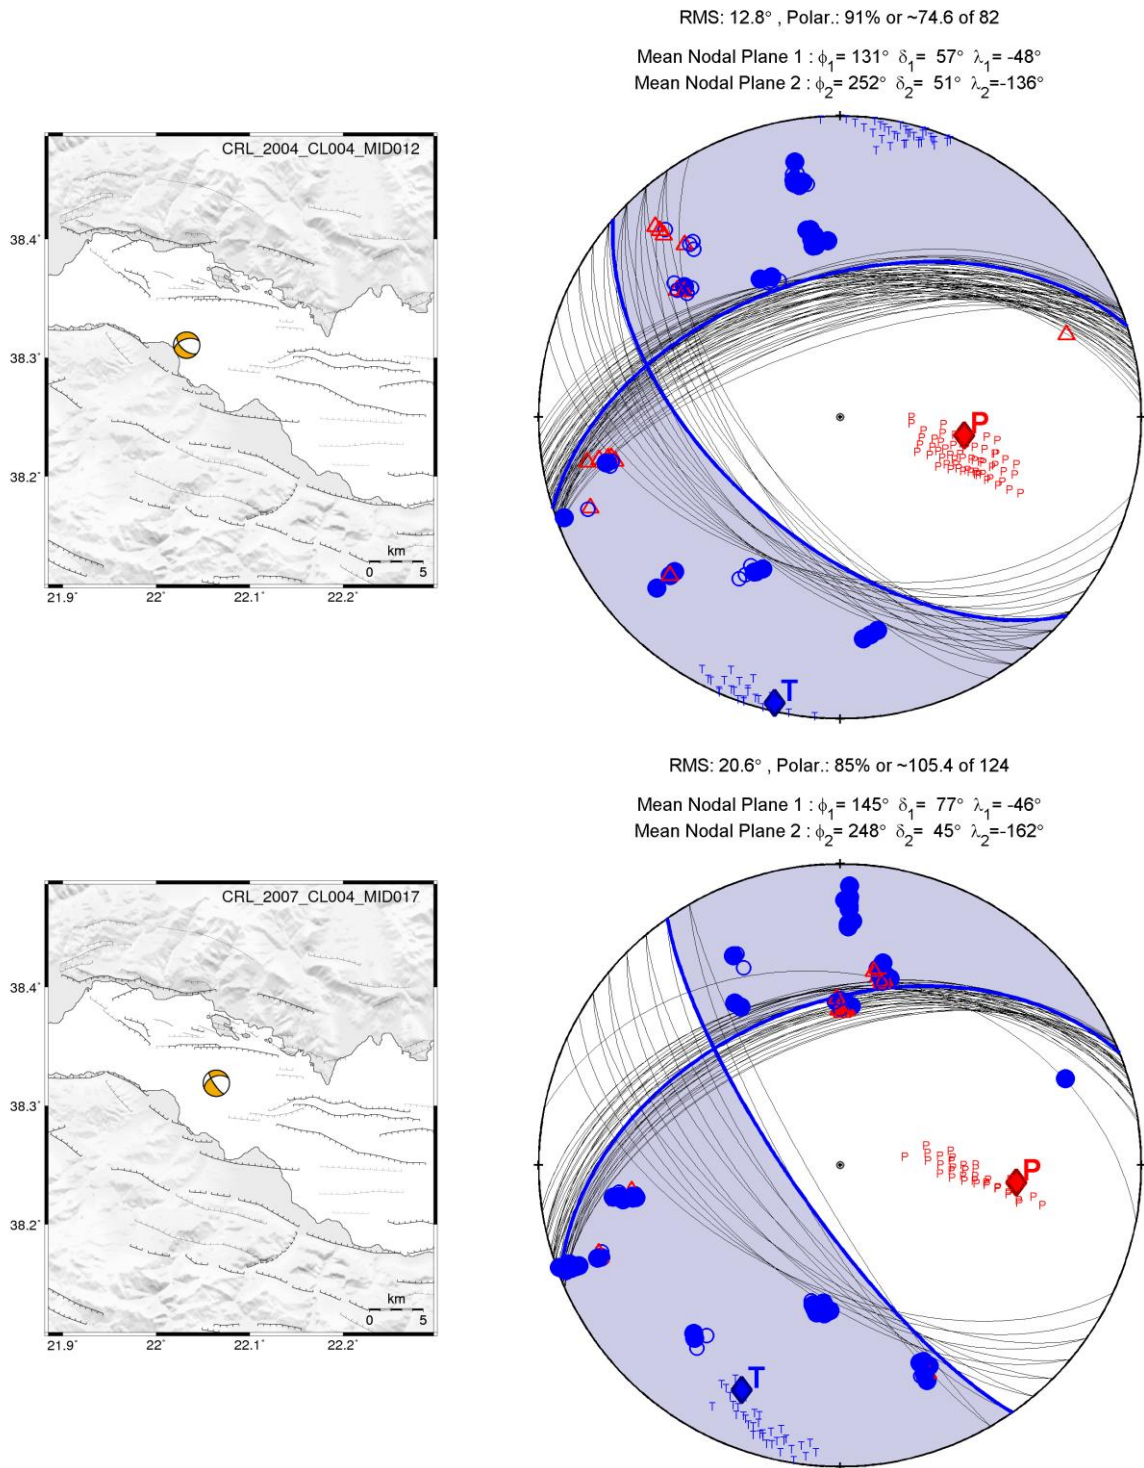 RMS: 12.8° , Polar.: 91% or ~74.6 of 82
Mean Nodal Plane 1 : ϕ₁= 131° δ₁= 57° λ₁= -48°
Mean Nodal Plane 2 : ϕ₂= 252° δ₂= 51° λ₂=-136°
CRL_2004_CL004_MID012
38.4˚
38.3˚
38.2˚
km
0 5
21.9˚ 22˚ 22.1˚ 22.2˚
P
T
RMS: 20.6° , Polar.: 85% or ~105.4 of 124
Mean Nodal Plane 1 : ϕ₁= 145° δ₁= 77° λ₁= -46°
Mean Nodal Plane 2 : ϕ₂= 248° δ₂= 45° λ₂=-162°
CRL_2007_CL004_MID017
38.4˚
38.3˚
38.2˚
km
0 5
21.9˚ 22˚ 22.1˚ 22.2˚
P
T